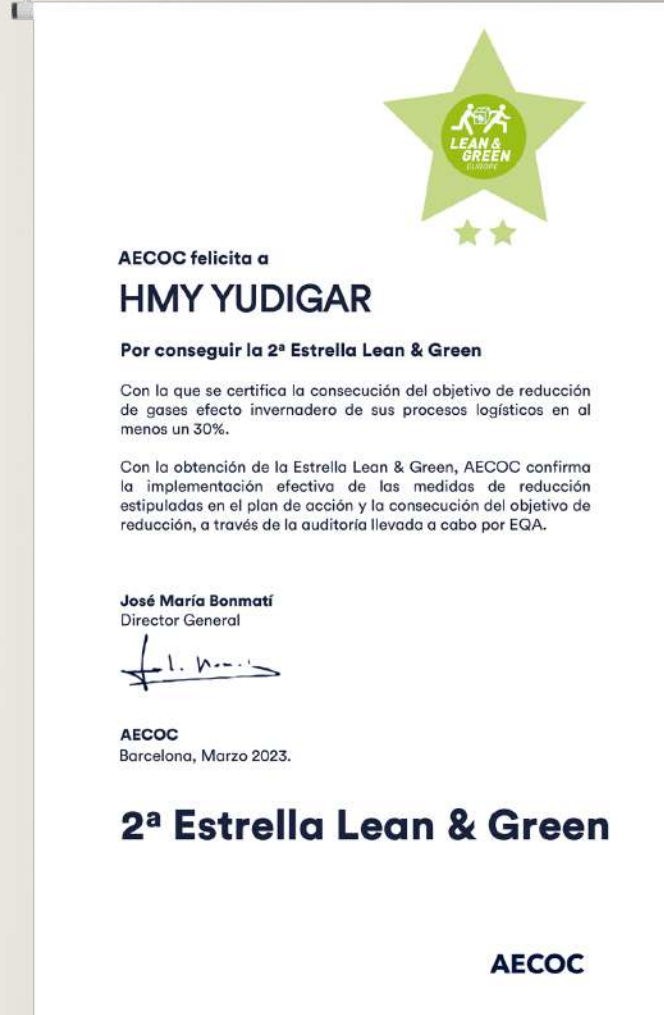 LEAN &
GREEN
EUROPE
AECOC felicita a
HMY YUDIGAR
Por conseguir la 2ª Estrella Lean & Green
Con la que se certifica la consecución del objetivo de reducción
de gases efecto invernadero de sus procesos logísticos en al
menos un 30%.
Con la obtención de la Estrella Lean & Green, AECOC confirma
la implementación efectiva de las medidas de reducción
estipuladas en el plan de acción y la consecución del objetivo de
reducción, a través de la auditoría llevada a cabo por EQA.
José María Bonmatí
Director General
AECOC
Barcelona, Marzo 2023.
2ª Estrella Lean & Green
AECOC